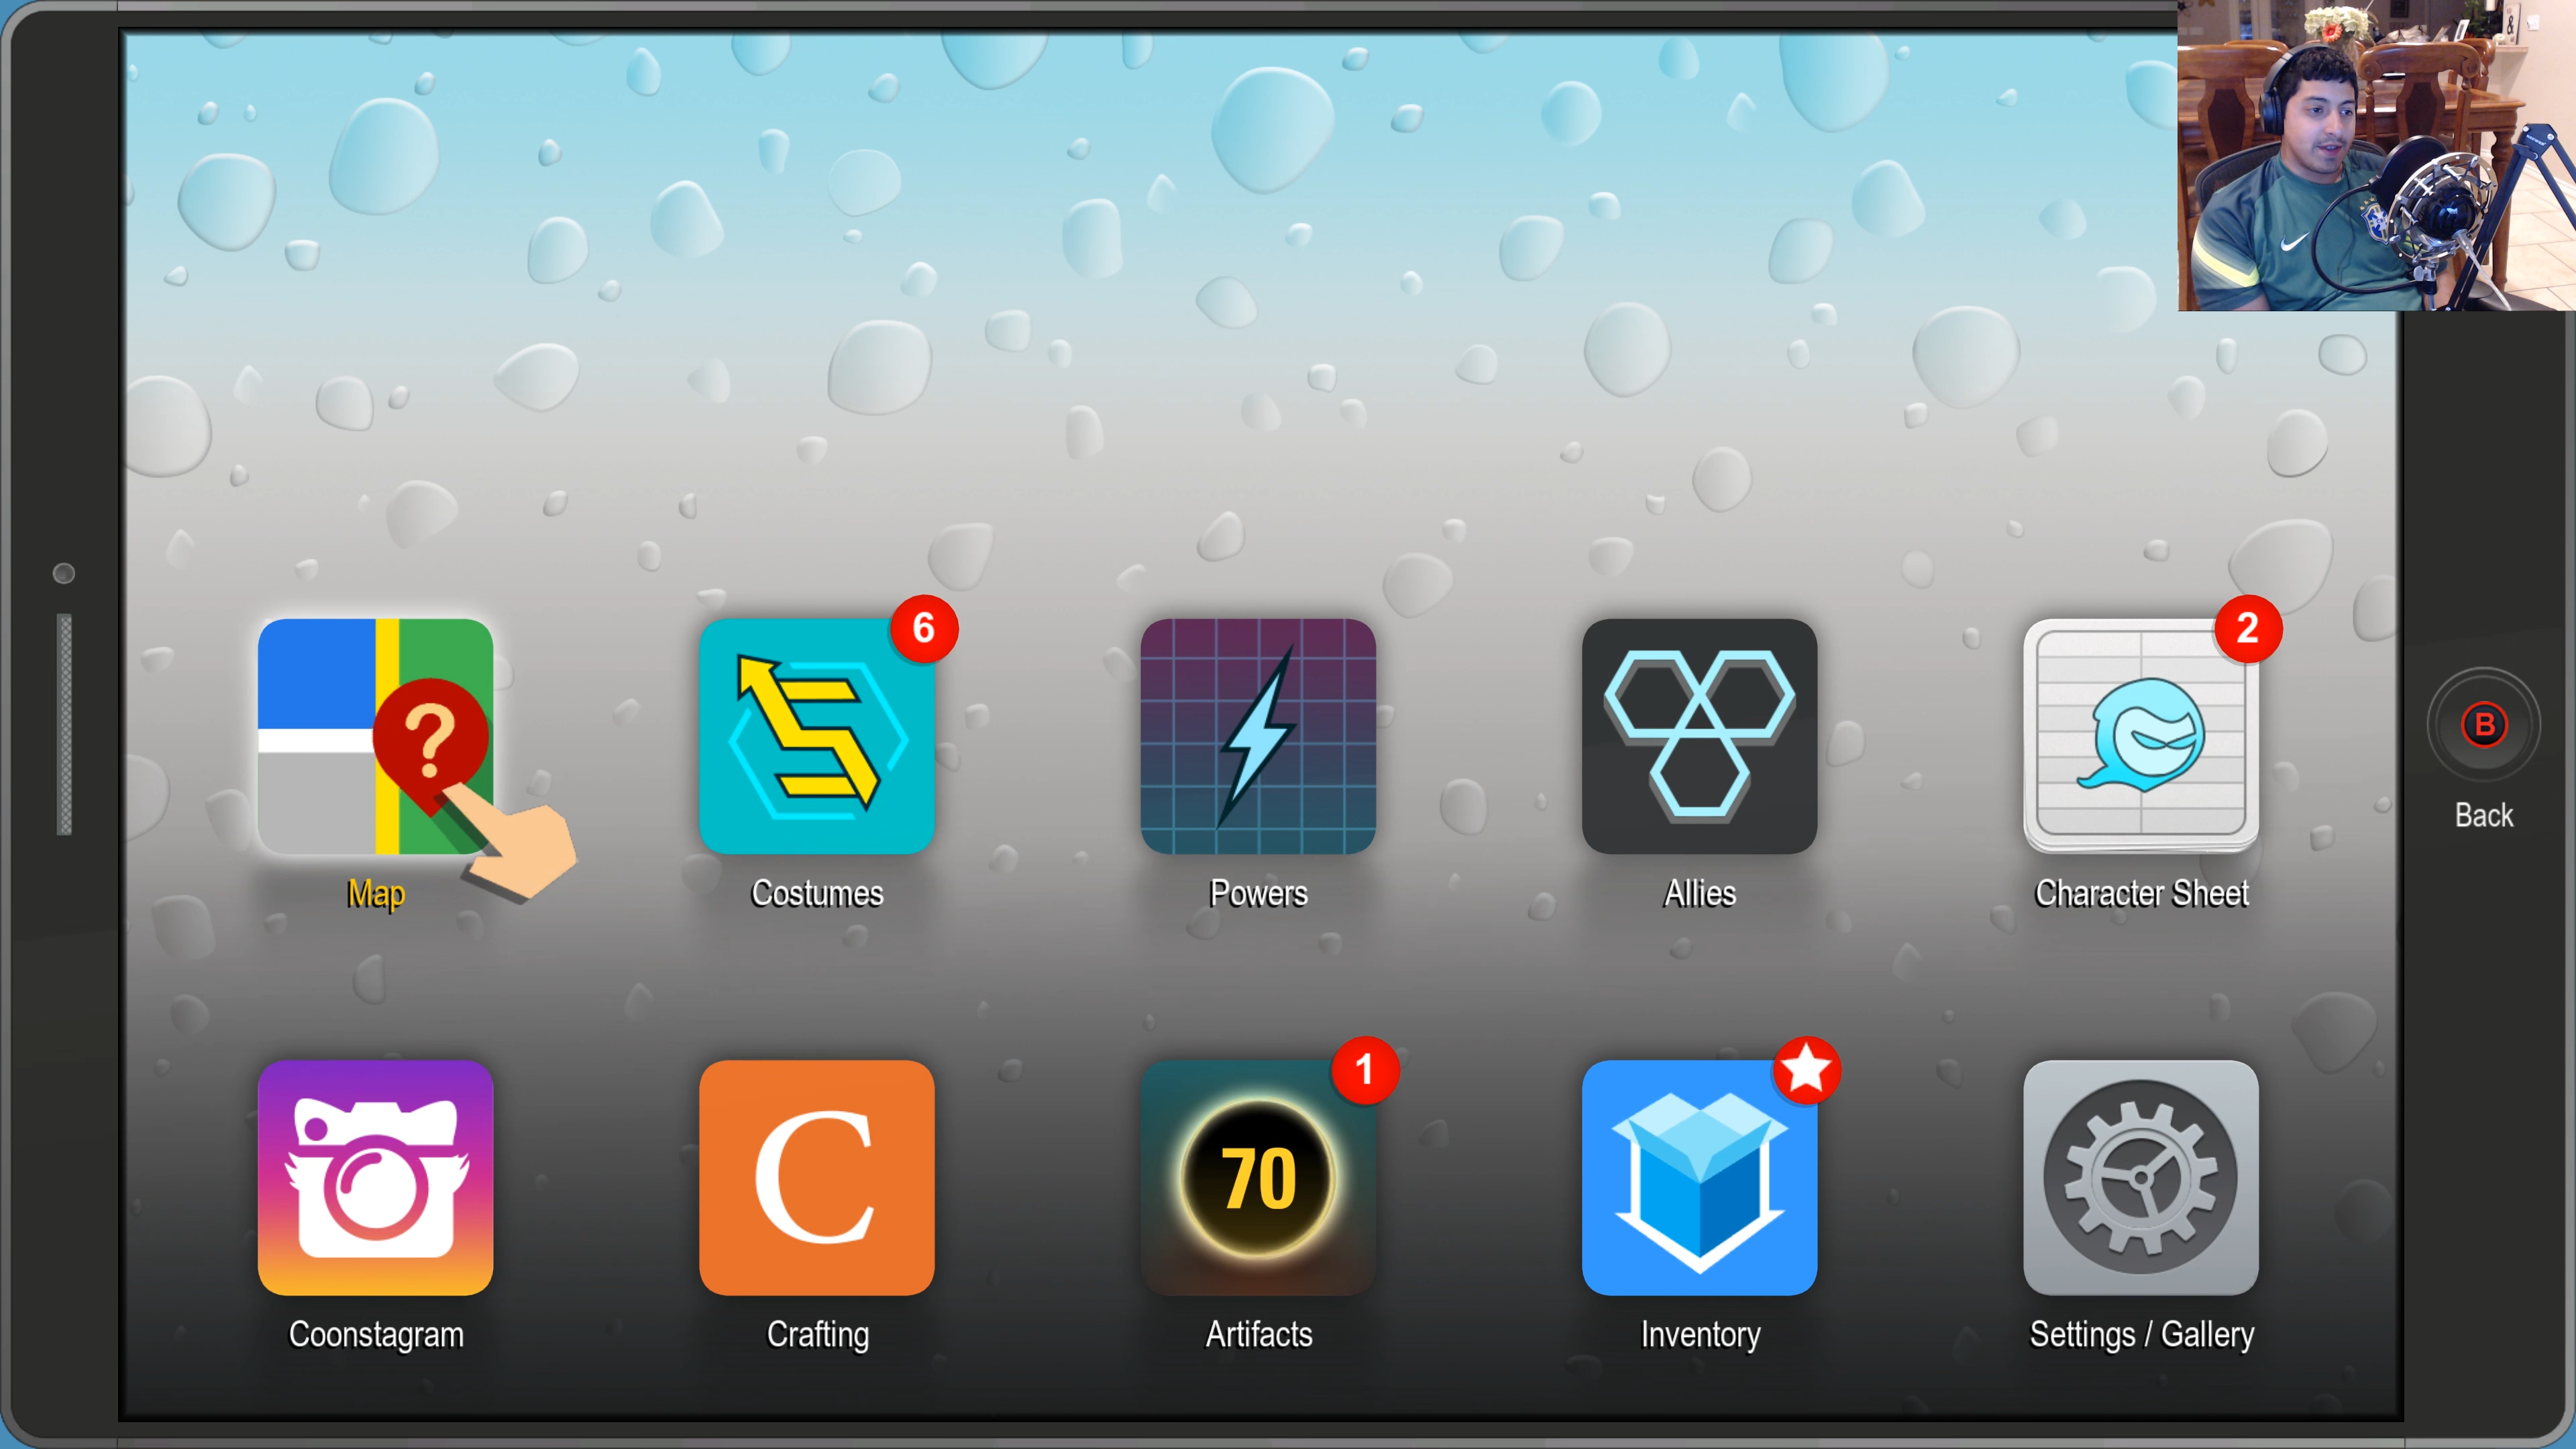 ?
6
2
B
Back
Map
Costumes
Powers
Allies
Character Sheet
C
70
1
Coonstagram
Crafting
Artifacts
Inventory
Settings / Gallery